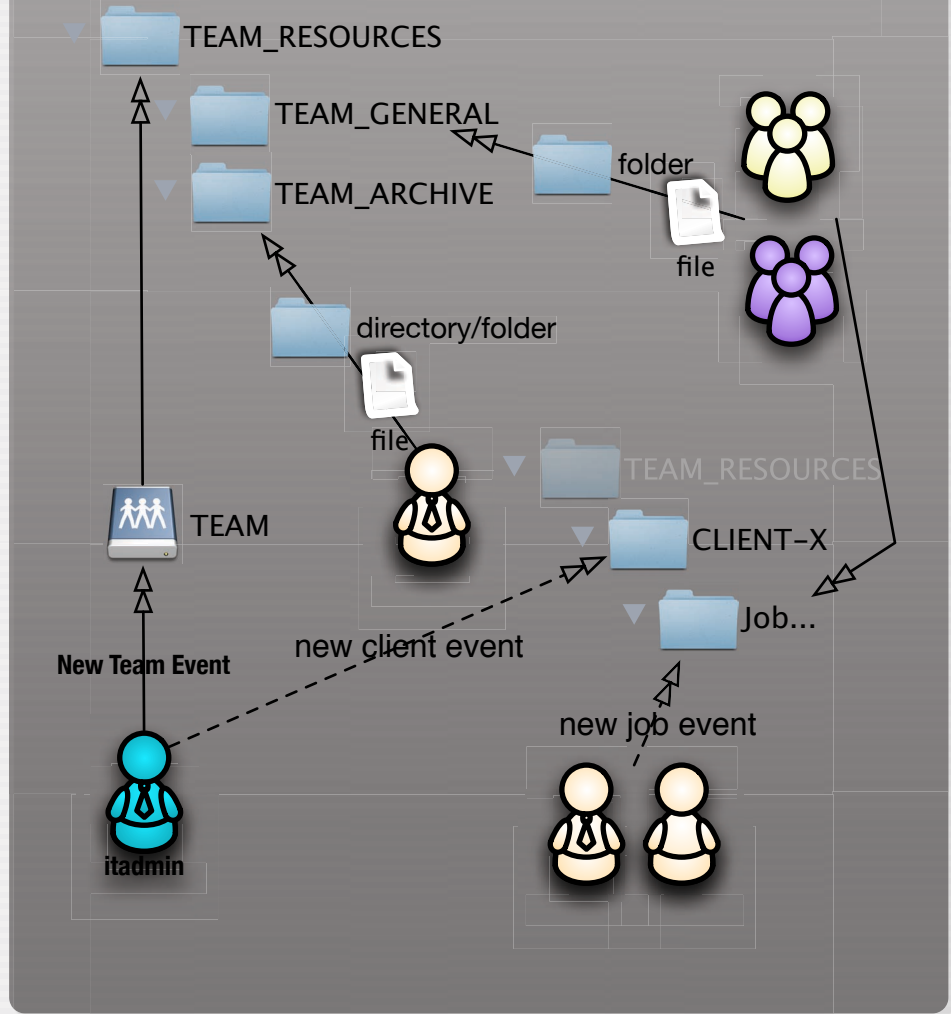 TEAM_RESOURCES
TEAM_GENERAL
folder
TEAM_ARCHIVE
file
directory/folder
file
TEAM_RESOURCES
TEAM
CLIENT-X
Job...
new client event
New Team Event
new job event
itadmin